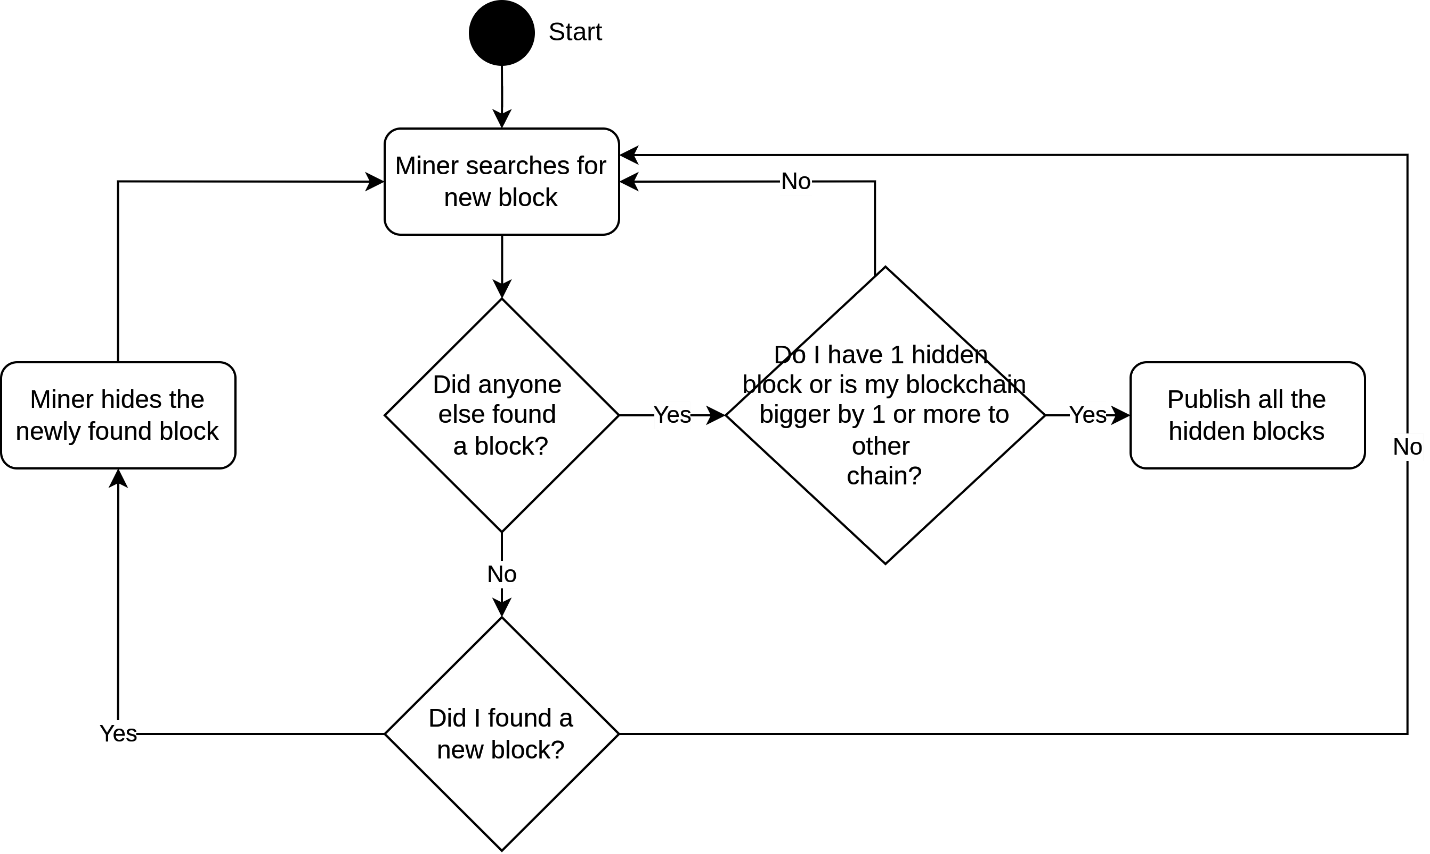 Start
Miner searches for
new block
No
Miner hides the
newly found block
Did anyone
else found
a block?
Yes
Do I have 1 hidden
block or is my blockchain
bigger by 1 or more to
other
chain?
Yes
Publish all the
hidden blocks
No
No
Did I found a
new block?
Yes